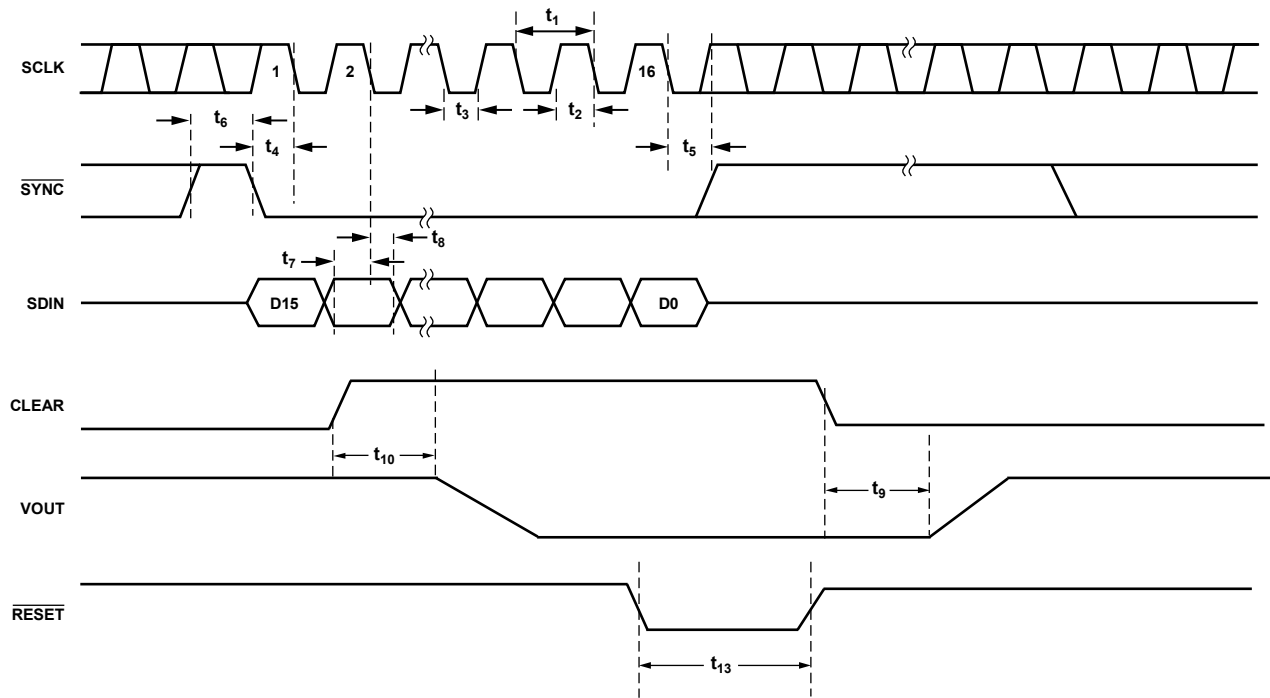 t1
SCLK
1
2
16
t3
t2
t6
t4
t5
SYNC
t8
t7
SDIN
D15
D0
CLEAR
t10
t9
VOUT
RESET
t13